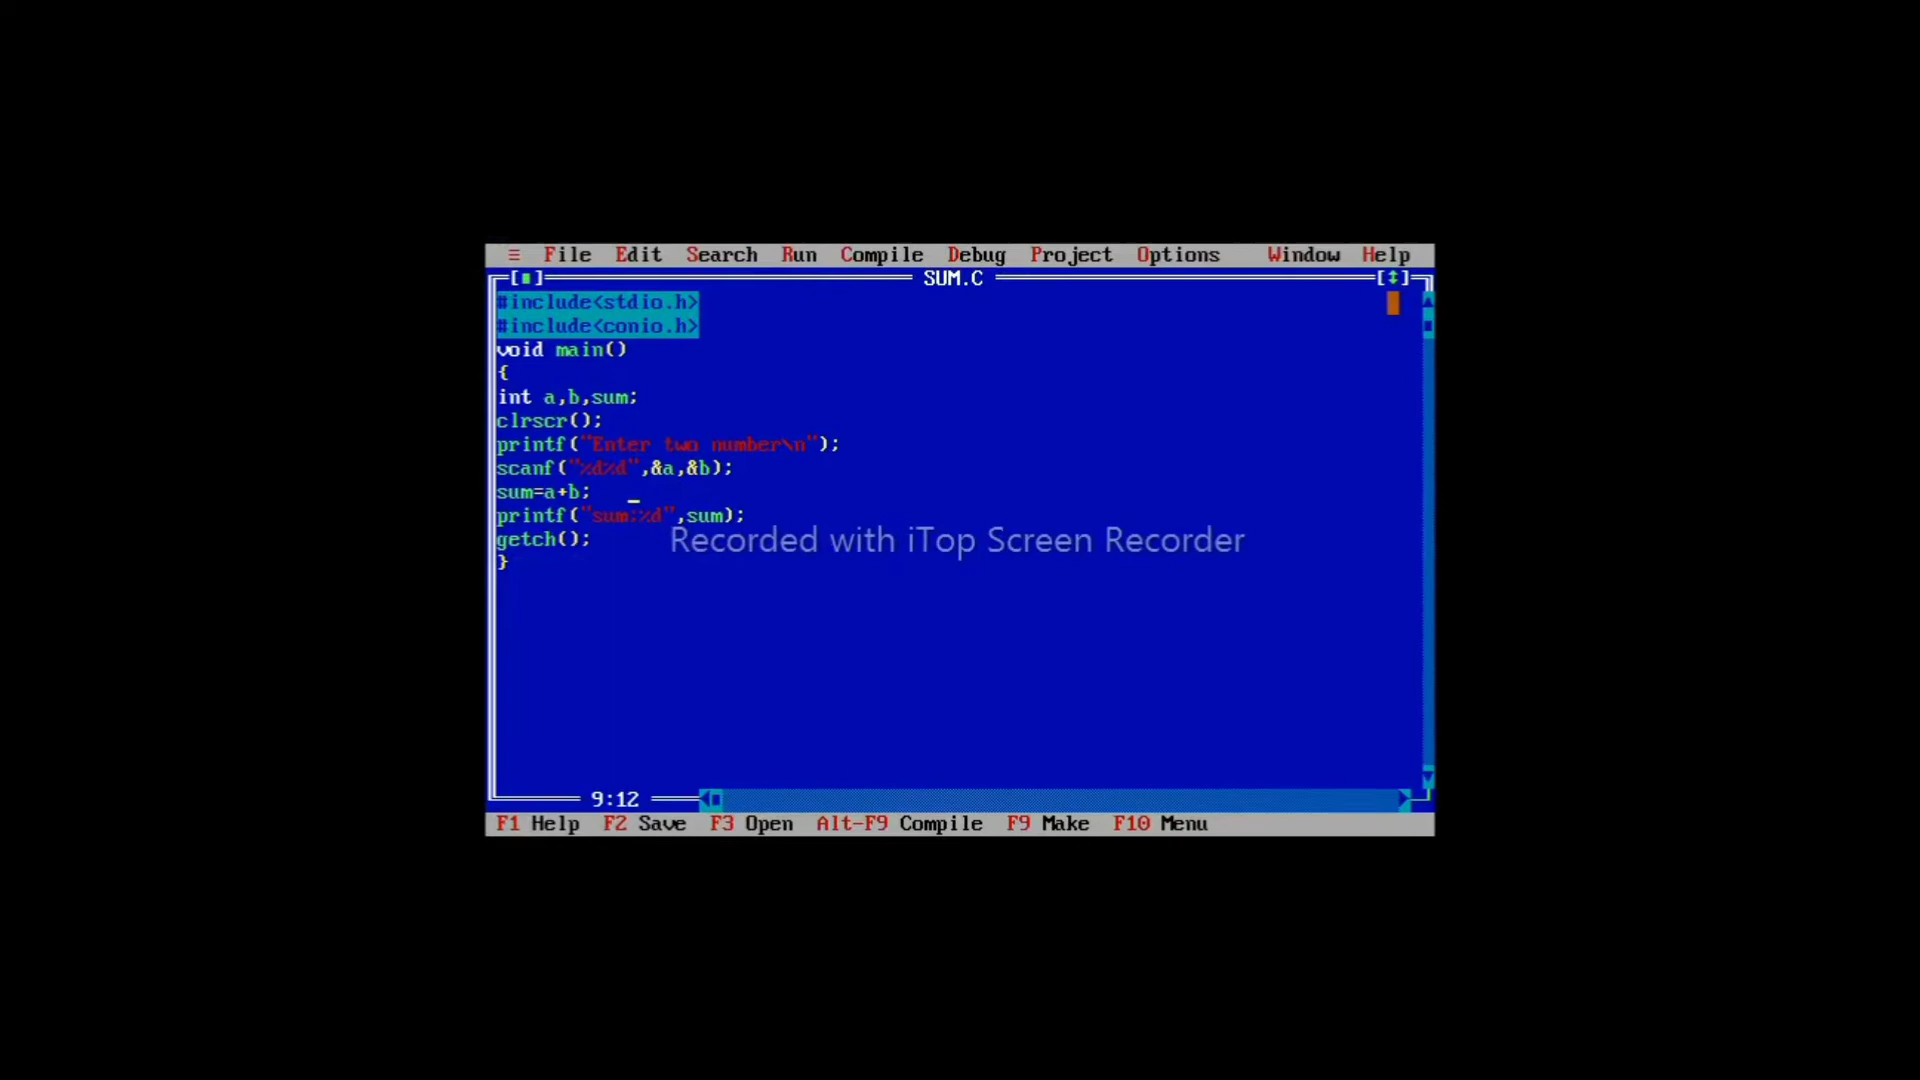 ≡ File Edit Search Run Compile Debug Project Options Window Help
[■] SUM.C [↕]
#include<stdio.h>
#include<conio.h>
void main()
{
int a,b,sum;
clrscr();
printf("Enter two number\n");
scanf("%d%d",&a,&b);
sum=a+b;
printf("sum:%d",sum);
getch();
}
Recorded with iTop Screen Recorder
9:12
F1 Help F2 Save F3 Open Alt-F9 Compile F9 Make F10 Menu